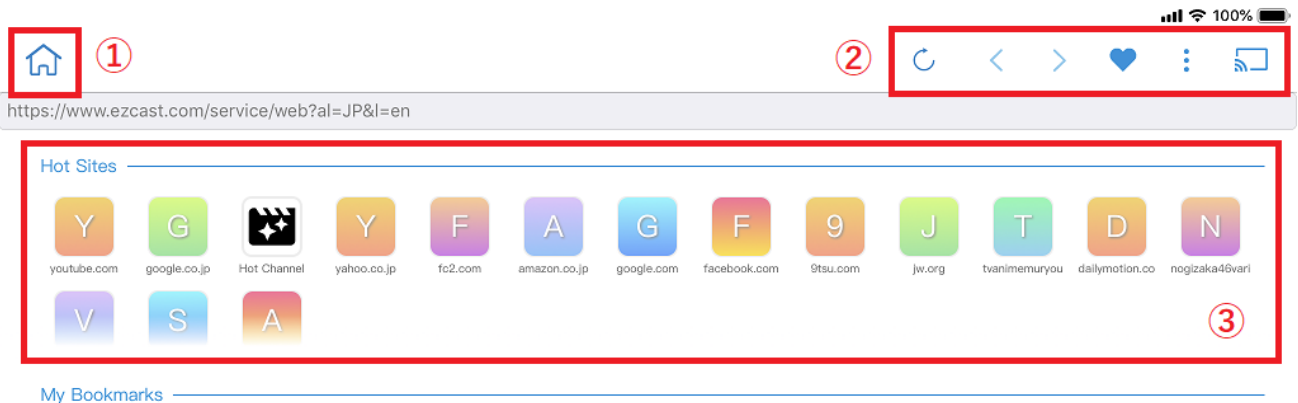 100%
①
②
https://www.ezcast.com/service/web?al=JP&l=en
Hot Sites
Y G Y F A G F 9 J T D N
youtube.com google.co.jp Hot Channel yahoo.co.jp fc2.com amazon.co.jp google.com facebook.com 9tsu.com jw.org tvanimemuryou dailymotion.co nogizaka46vari
V S A
③
My Bookmarks